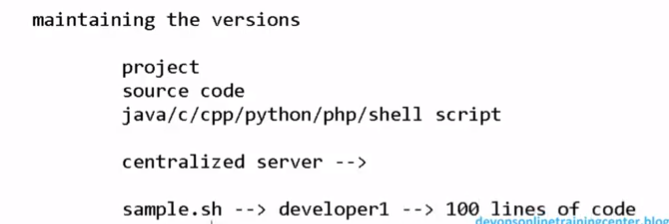 maintaining the versions
project
source code
java/c/cpp/python/php/shell script
centralized server -->
sample.sh --> developer1 --> 100 lines of code
devopsonlinetrainingcenter.blog